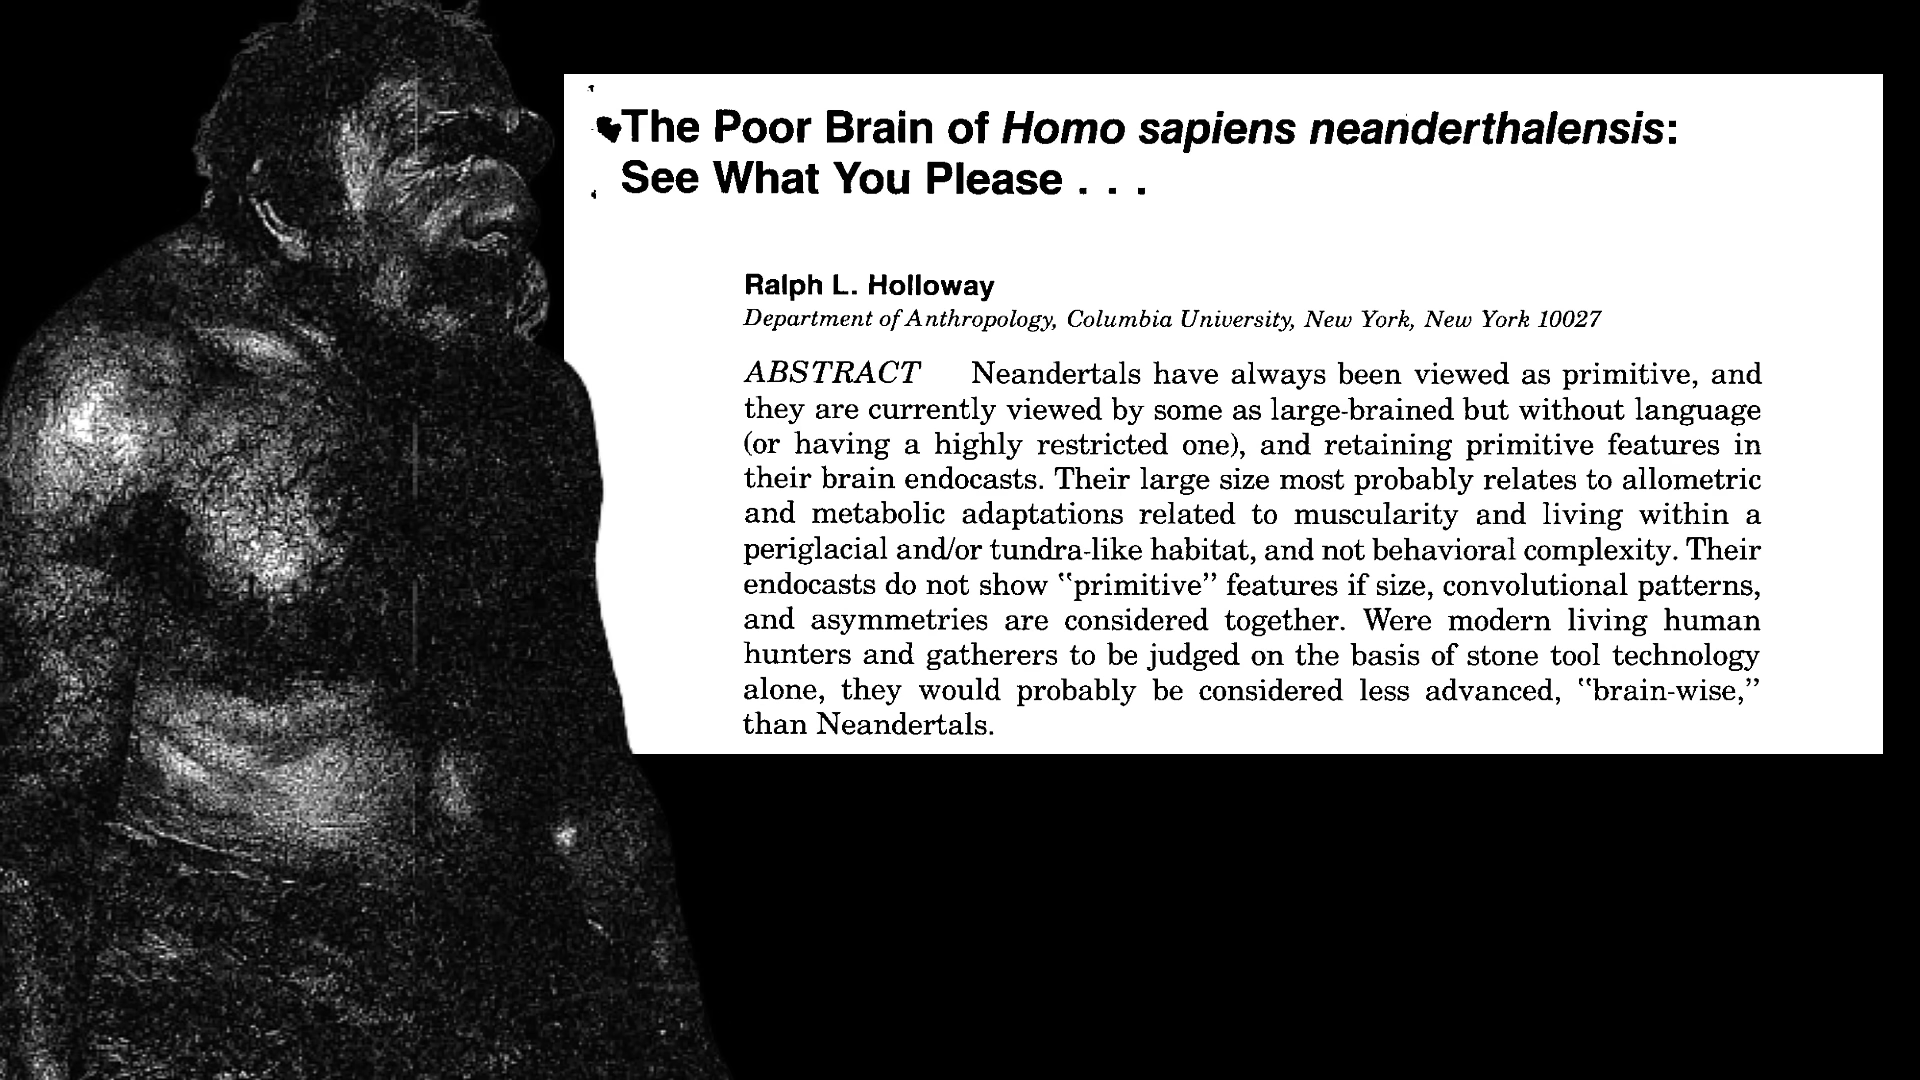 The Poor Brain of Homo sapiens neanderthalensis:
See What You Please . . .
Ralph L. Holloway
Department of Anthropology, Columbia University, New York, New York 10027
ABSTRACT Neandertals have always been viewed as primitive, and
they are currently viewed by some as large-brained but without language
(or having a highly restricted one), and retaining primitive features in
their brain endocasts. Their large size most probably relates to allometric
and metabolic adaptations related to muscularity and living within a
periglacial and/or tundra-like habitat, and not behavioral complexity. Their
endocasts do not show "primitive" features if size, convolutional patterns,
and asymmetries are considered together. Were modern living human
hunters and gatherers to be judged on the basis of stone tool technology
alone, they would probably be considered less advanced, "brain-wise,"
than Neandertals.